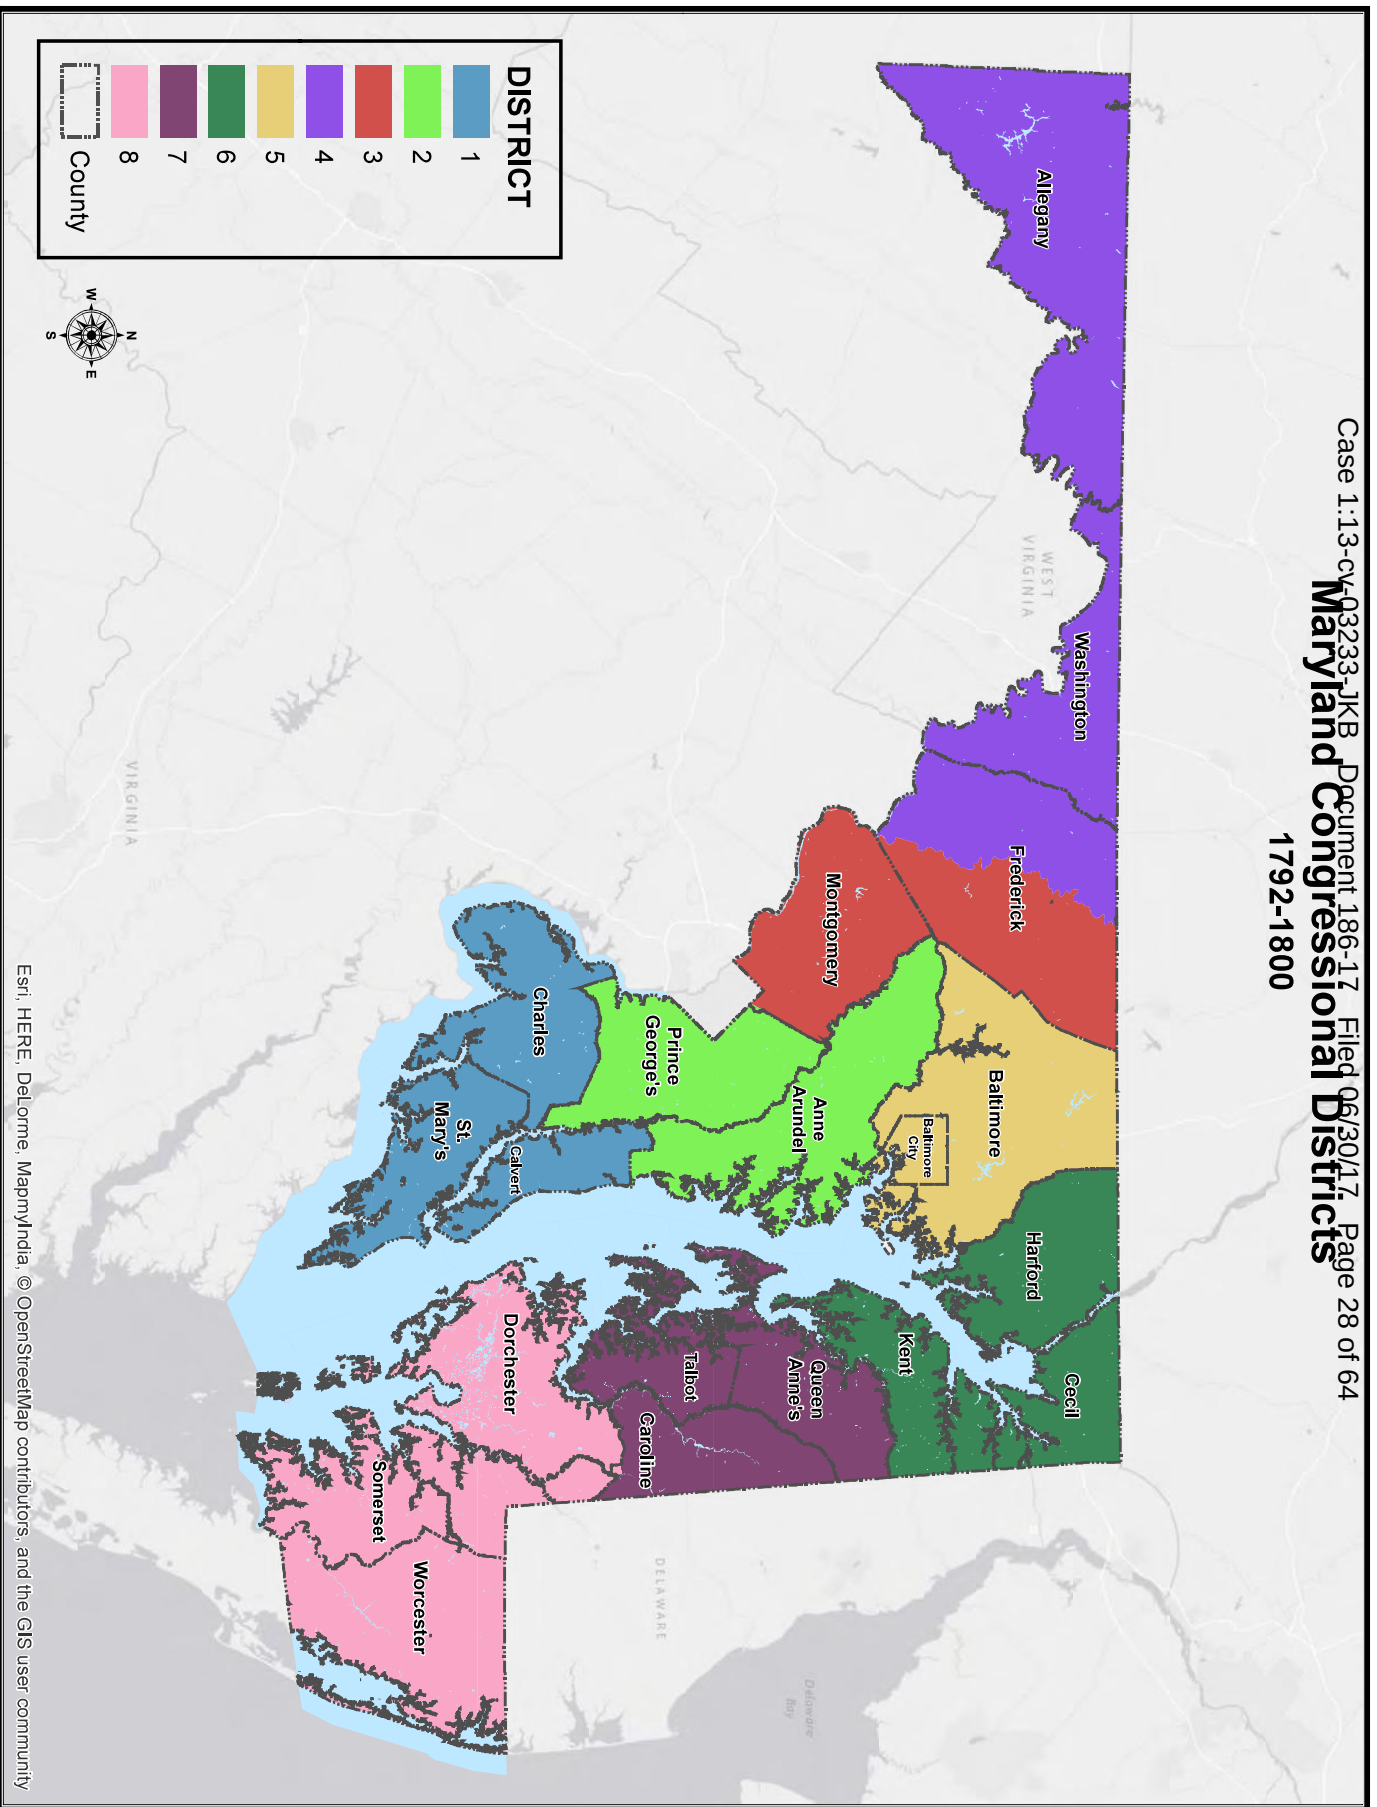 Case 1:13-cv-03233-JKB Document 186-17 Filed 06/30/17 Page 28 of 64
Maryland Congressional Districts
1792-1800
Allegany
Washington
Frederick
Montgomery
Baltimore
Baltimore
City
Harford
Cecil
Kent
Queen
Anne's
Talbot
Caroline
Anne
Arundel
Prince
George's
Charles
Calvert
St.
Mary's
Dorchester
Somerset
Worcester
WEST
VIRGINIA
VIRGINIA
DELAWARE
Delaware
Bay
DISTRICT
1
2
3
4
5
6
7
8
County
N
W
E
S
Esri, HERE, DeLorme, MapmyIndia, © OpenStreetMap contributors, and the GIS user community